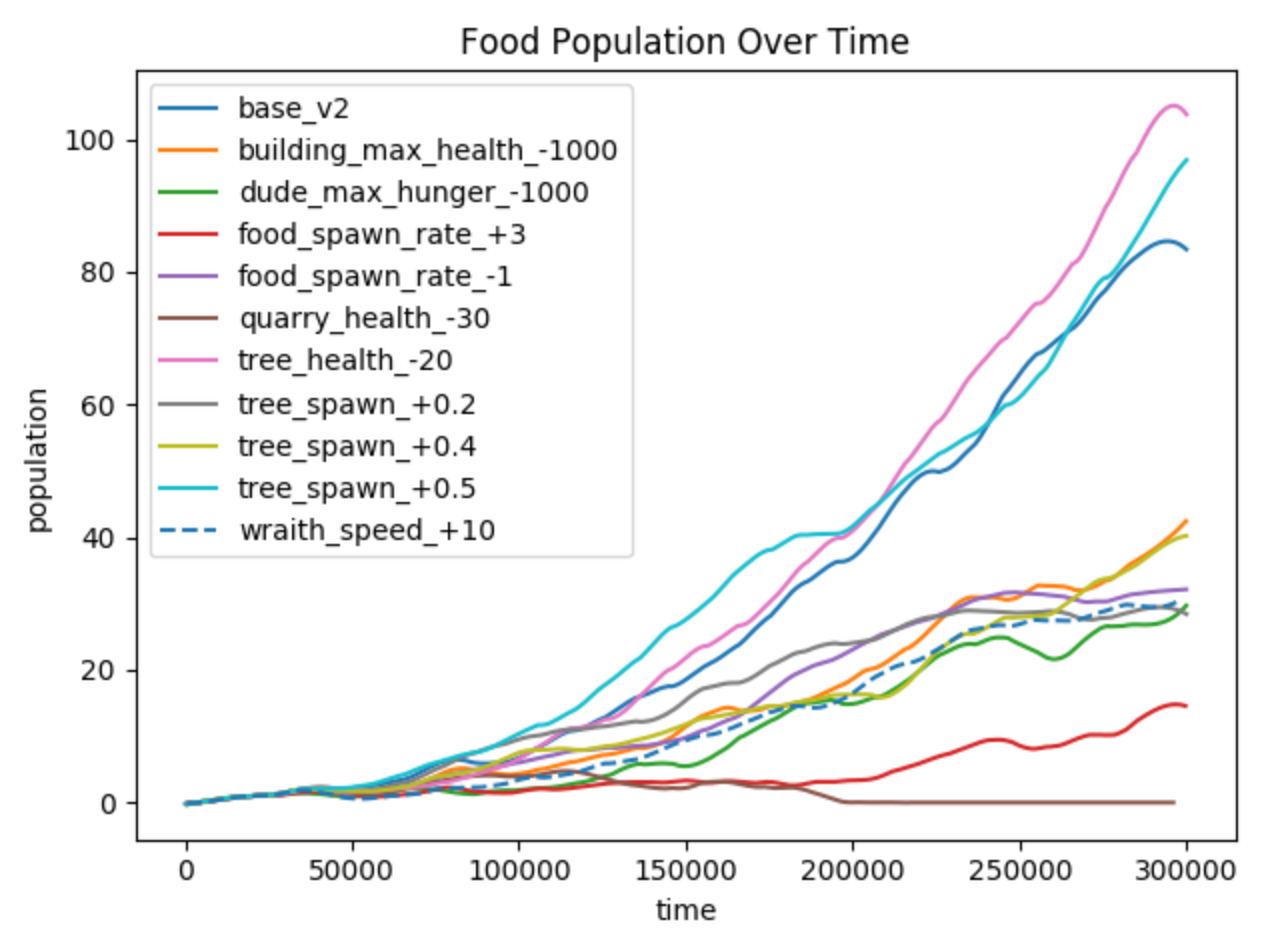 Food Population Over Time
base_v2
building_max_health_-1000
dude_max_hunger_-1000
food_spawn_rate_+3
food_spawn_rate_-1
quarry_health_-30
tree_health_-20
tree_spawn_+0.2
tree_spawn_+0.4
tree_spawn_+0.5
wraith_speed_+10
population
100
80
60
40
20
0
0 50000 100000 150000 200000 250000 300000
time